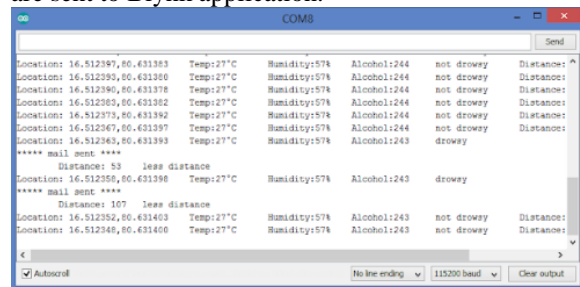 are sent to Blynk application.
COM8
Send
Location: 16.512397,80.631383 Temp:27°C Humidity:57% Alcohol:244 not drowsy Distance:
Location: 16.512393,80.631380 Temp:27°C Humidity:57% Alcohol:244 not drowsy Distance:
Location: 16.512390,80.631378 Temp:27°C Humidity:57% Alcohol:244 not drowsy Distance:
Location: 16.512383,80.631382 Temp:27°C Humidity:57% Alcohol:244 not drowsy Distance:
Location: 16.512373,80.631392 Temp:27°C Humidity:57% Alcohol:244 not drowsy Distance:
Location: 16.512367,80.631397 Temp:27°C Humidity:57% Alcohol:244 not drowsy Distance:
Location: 16.512363,80.631393 Temp:27°C Humidity:57% Alcohol:243 drowsy
***** mail sent ****
Distance: 53 less distance
Location: 16.512358,80.631398 Temp:27°C Humidity:57% Alcohol:243 drowsy
***** mail sent ****
Distance: 107 less distance
Location: 16.512352,80.631403 Temp:27°C Humidity:57% Alcohol:243 not drowsy Distance:
Location: 16.512348,80.631400 Temp:27°C Humidity:57% Alcohol:243 not drowsy Distance:
Autoscroll No line ending 115200 baud Clear output